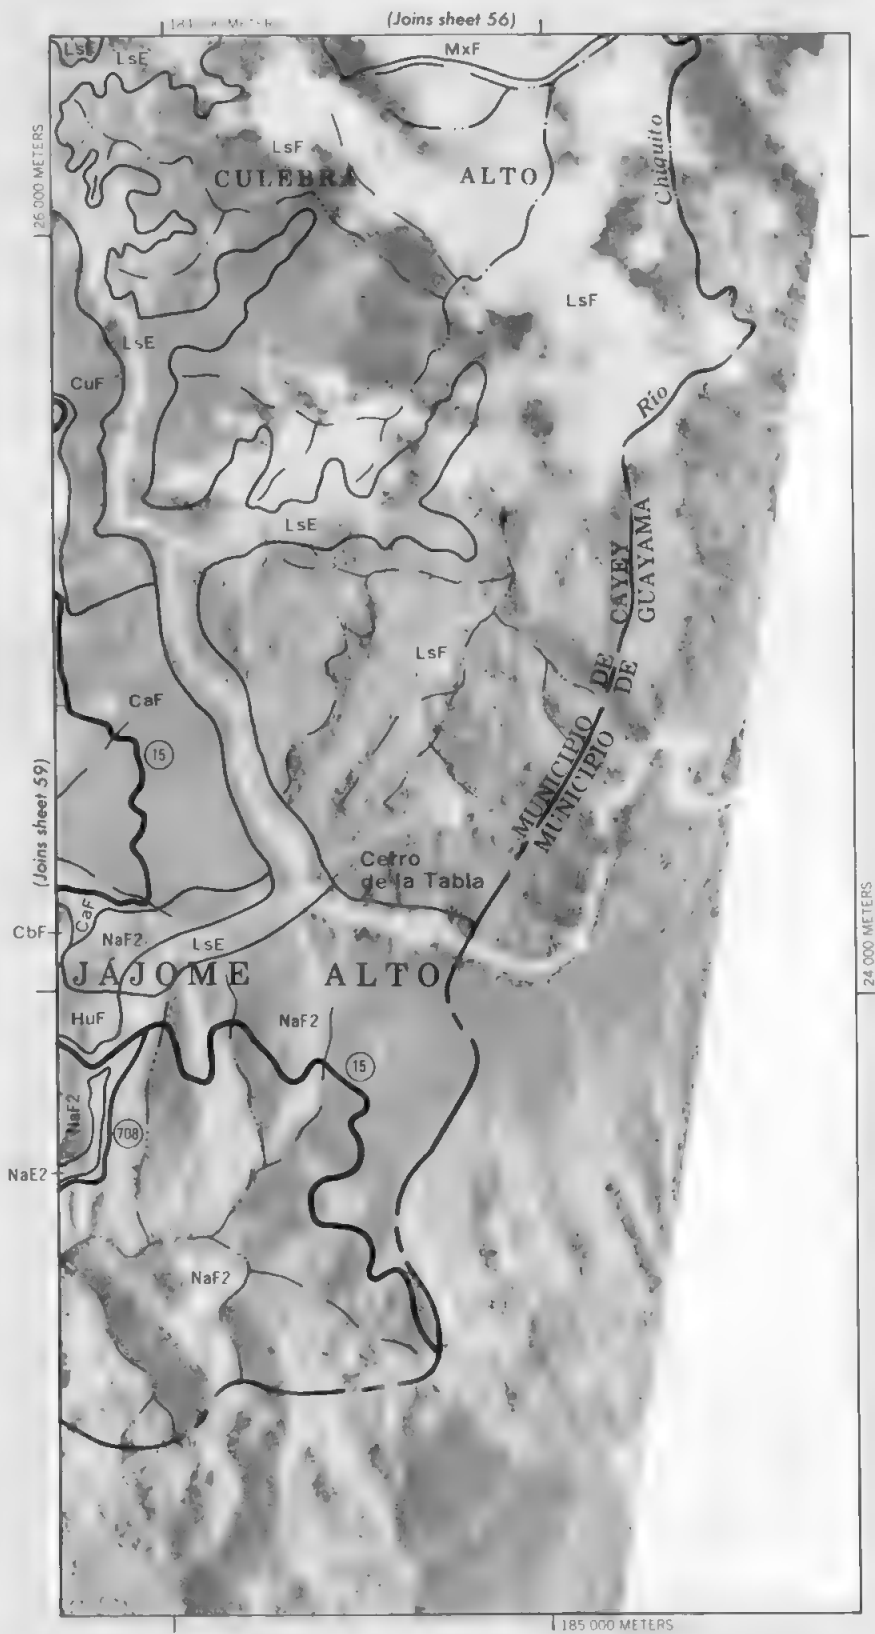 (Joins sheet 56)
LsE
LsE
MxF
26 000 METERS
LsF
CULEBRA ALTO
Chiquito
LsF
LsE
CuF
Río
LsE
CAYEY
GUAYAMA
LsF
DE
DE
CaF
15
MUNICIPIO
MUNICIPIO
(Joins sheet 59)
Cerro
de la Tabla
CaF
CbF
NaF2
LsE
24 000 METERS
JÁJOME ALTO
HuF
NaF2
15
NaF2
708
NaE2
NaF2
185 000 METERS